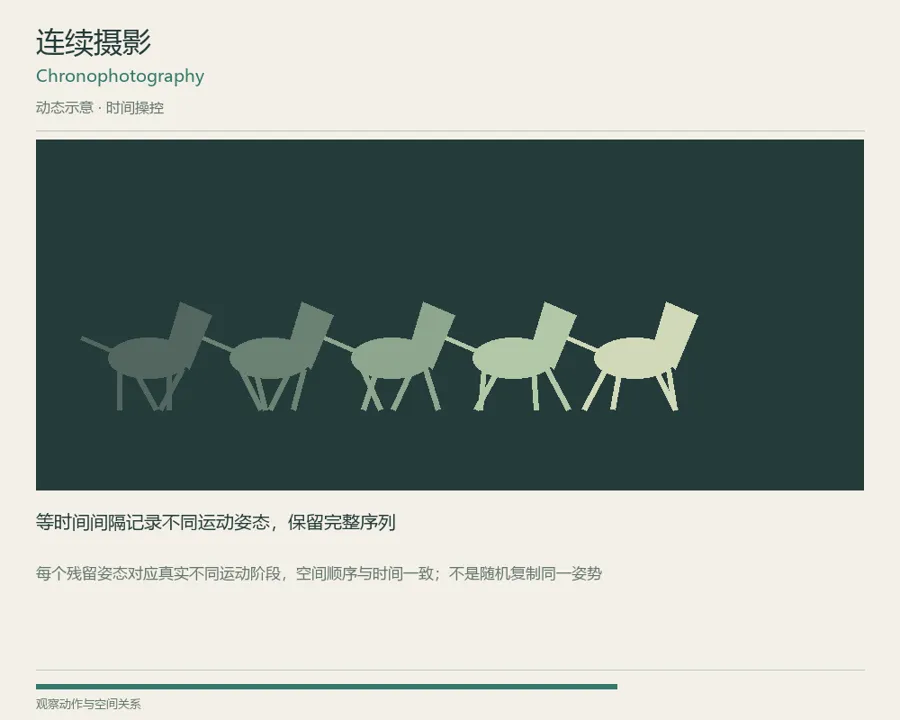 连续摄影
Chronophotography
动态示意 · 时间操控
等时间间隔记录不同运动姿态，保留完整序列
每个残留姿态对应真实不同运动阶段，空间顺序与时间一致；不是随机复制同一姿势
观察动作与空间关系